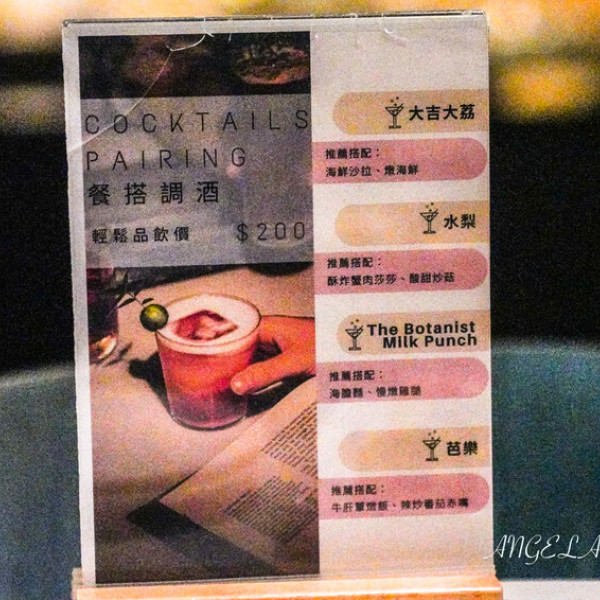 COCKTAILS
PAIRING
餐搭調酒
輕鬆品飲價 $200
大吉大荔
推薦搭配：
海鮮沙拉、燉海鮮
水梨
推薦搭配：
酥炸蟹肉莎莎、酸甜炒菇
The Botanist
Milk Punch
推薦搭配：
海膽麵、慢燉雞腿
芭樂
推薦搭配：
牛肝蕈燉飯、辣炒番茄赤嘴
ANGELA